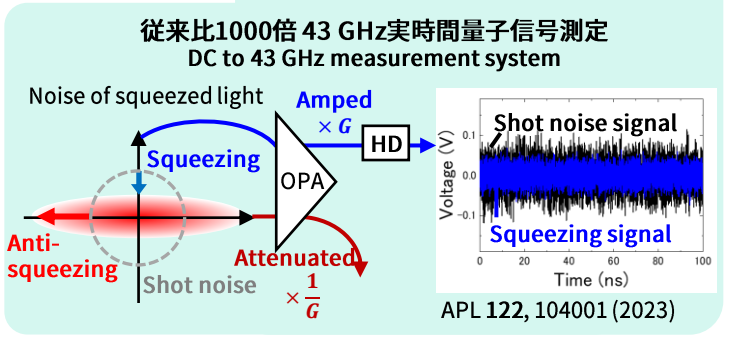 従来比1000倍 43 GHz実時間量子信号測定
DC to 43 GHz measurement system
Noise of squeezed light
Amped
× G
HD
Squeezing
OPA
Anti-
squeezing
Shot noise
Attenuated
× 1/G
Shot noise signal
Squeezing signal
Voltage (V)
0.1
0.0
-0.1
0 20 40 60 80 100
Time (ns)
APL 122, 104001 (2023)